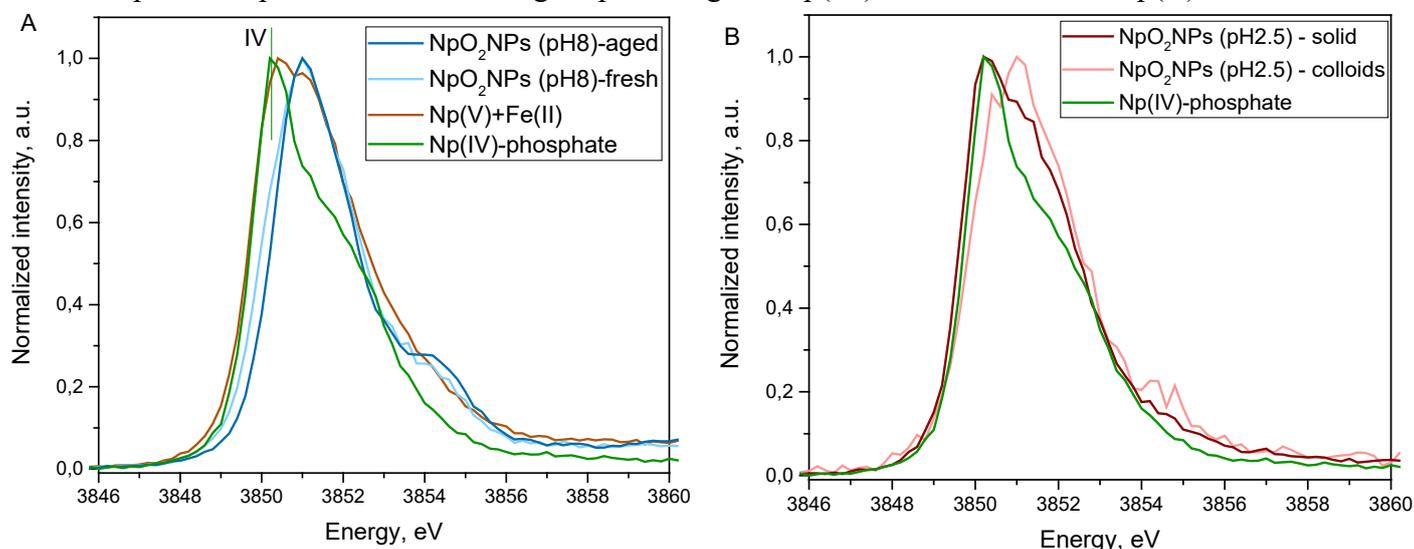 A
IV
NpO2NPs (pH8)-aged
NpO2NPs (pH8)-fresh
Np(V)+Fe(II)
Np(IV)-phosphate
1,0
0,8
0,6
0,4
0,2
0,0
Normalized intensity, a.u.
3846 3848 3850 3852 3854 3856 3858 3860
Energy, eV
B
NpO2NPs (pH2.5) - solid
NpO2NPs (pH2.5) - colloids
Np(IV)-phosphate
1,0
0,8
0,6
0,4
0,2
0,0
Normalized intensity, a.u.
3846 3848 3850 3852 3854 3856 3858 3860
Energy, eV